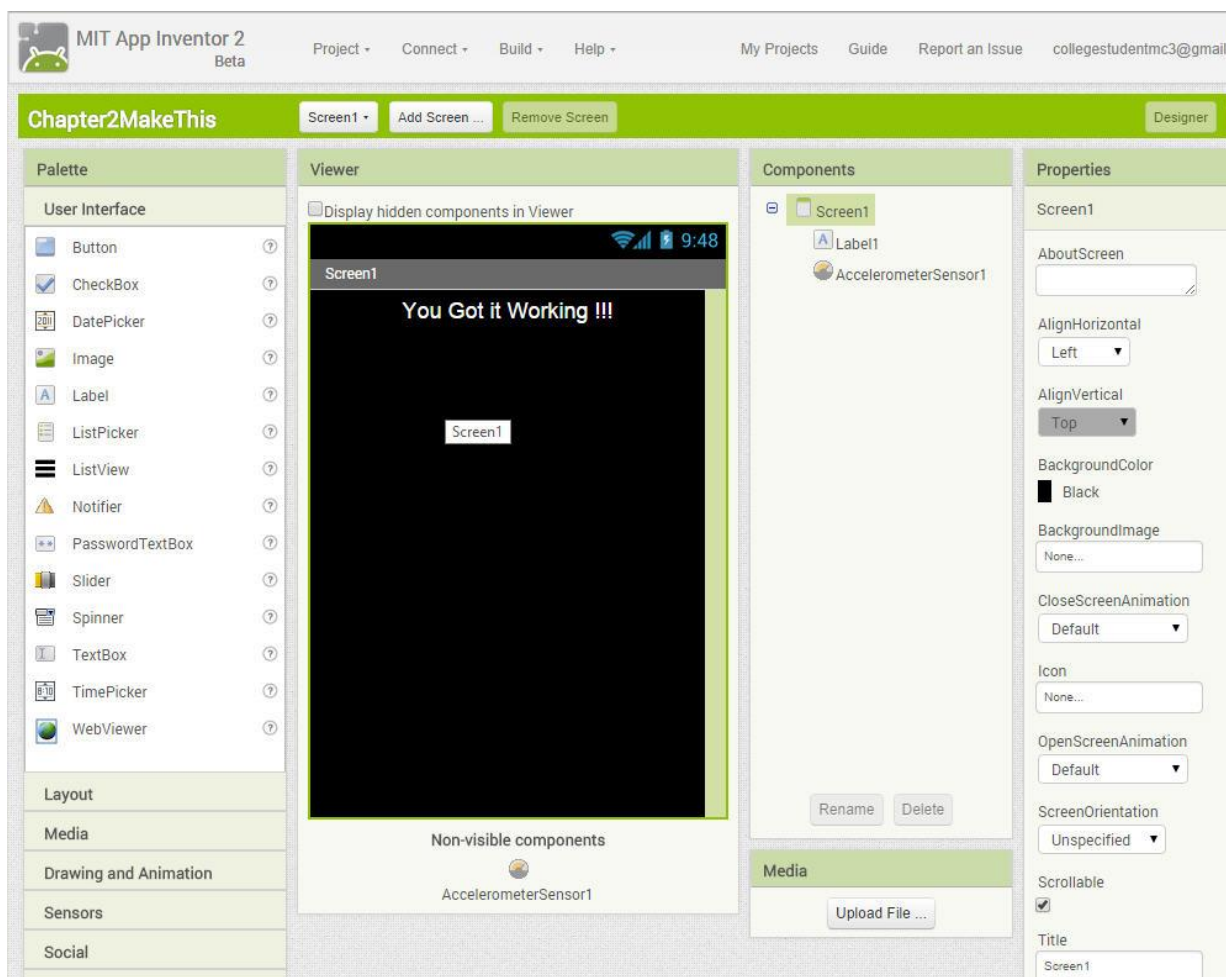 MIT App Inventor 2
Beta
Project
Connect
Build
Help
My Projects
Guide
Report an Issue
collegestudentmc3@gmail
Chapter2MakeThis
Screen1
Add Screen ...
Remove Screen
Designer
Palette
User Interface
Button
CheckBox
DatePicker
Image
Label
ListPicker
ListView
Notifier
PasswordTextBox
Slider
Spinner
TextBox
TimePicker
WebViewer
Layout
Media
Drawing and Animation
Sensors
Social
Viewer
Display hidden components in Viewer
9:48
Screen1
You Got it Working !!!
Screen1
Non-visible components
AccelerometerSensor1
Components
Screen1
Label1
AccelerometerSensor1
Rename
Delete
Media
Upload File ...
Properties
Screen1
AboutScreen
AlignHorizontal
Left
AlignVertical
Top
BackgroundColor
Black
BackgroundImage
None...
CloseScreenAnimation
Default
Icon
None...
OpenScreenAnimation
Default
ScreenOrientation
Unspecified
Scrollable
Title
Screen1